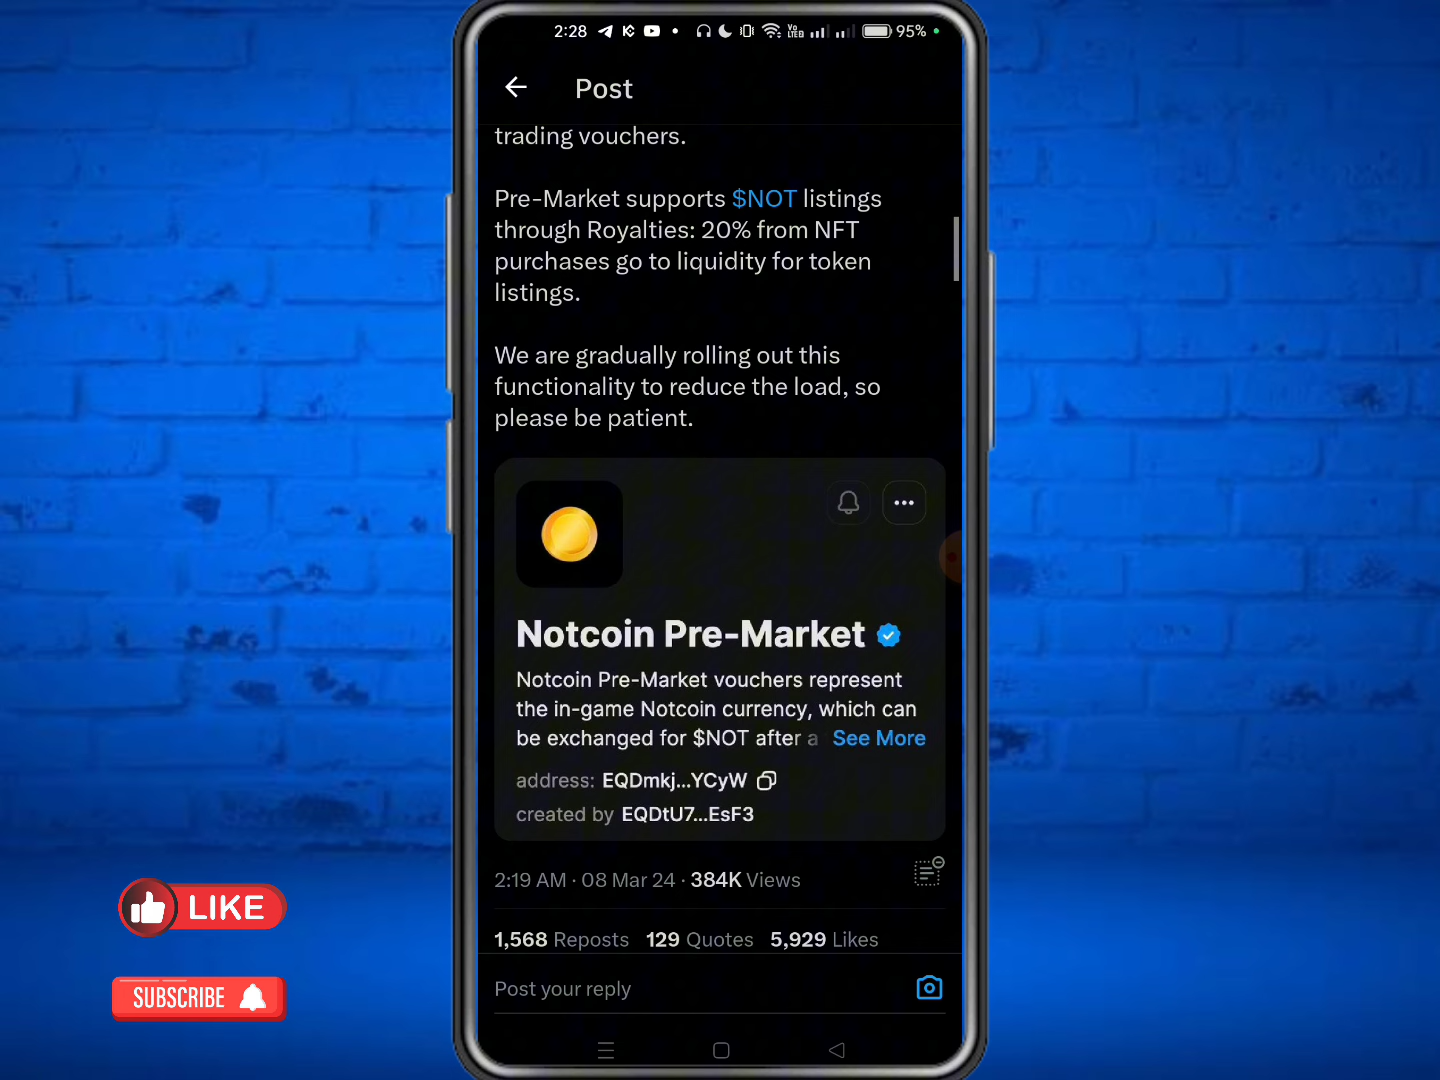 2:28
Vo
LTE
95%
Post
trading vouchers.
Pre-Market supports $NOT listings
through Royalties: 20% from NFT
purchases go to liquidity for token
listings.
We are gradually rolling out this
functionality to reduce the load, so
please be patient.
Notcoin Pre-Market
Notcoin Pre-Market vouchers represent
the in-game Notcoin currency, which can
be exchanged for $NOT after a See More
address: EQDmkj...YCyW
created by EQDtU7...EsF3
2:19 AM · 08 Mar 24 · 384K Views
1,568 Reposts 129 Quotes 5,929 Likes
Post your reply
LIKE
SUBSCRIBE